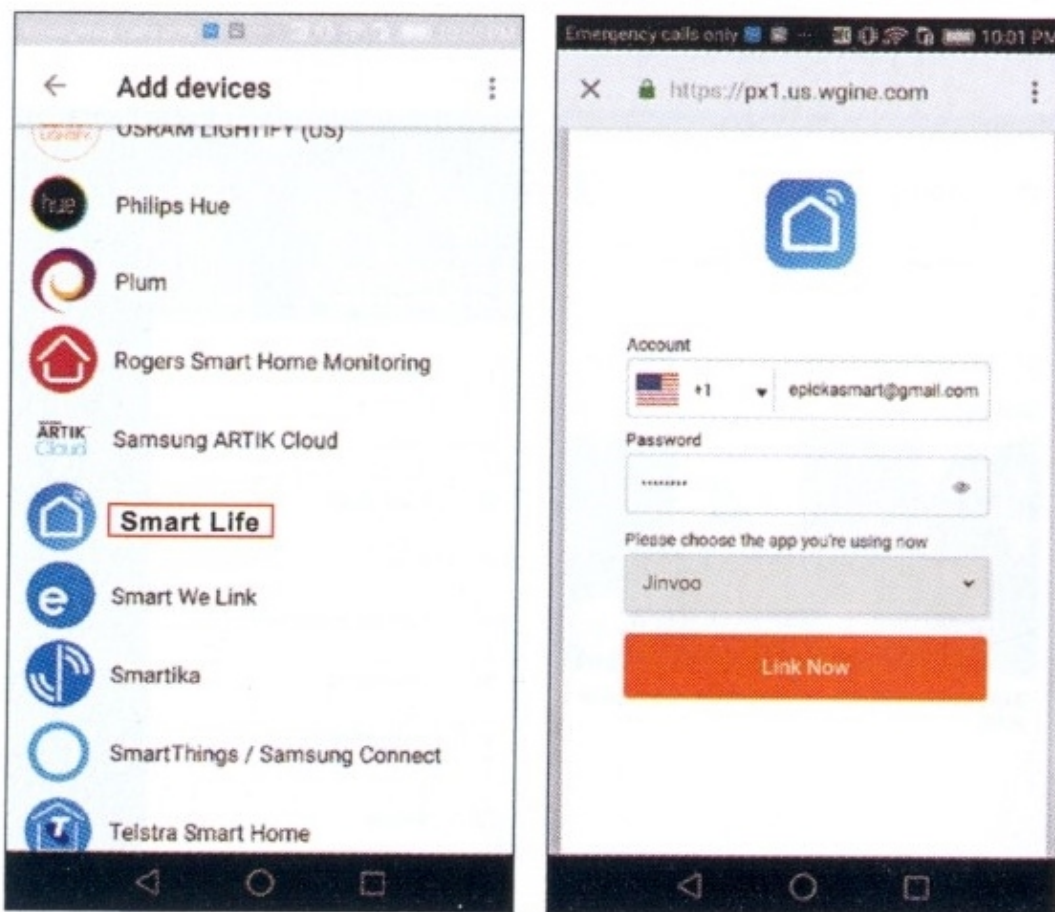 Add devices
OSRAM LIGHTIFY (US)
hue
Philips Hue
Plum
Rogers Smart Home Monitoring
ARTIK
Cloud
Samsung ARTIK Cloud
Smart Life
e
Smart We Link
Smartika
SmartThings / Samsung Connect
T
Telstra Smart Home
Emergency calls only 10:01 PM
https://px1.us.wgine.com
Account
+1 epickasmart@gmail.com
Password
********
Please choose the app you're using now
Jinvoo
Link Now